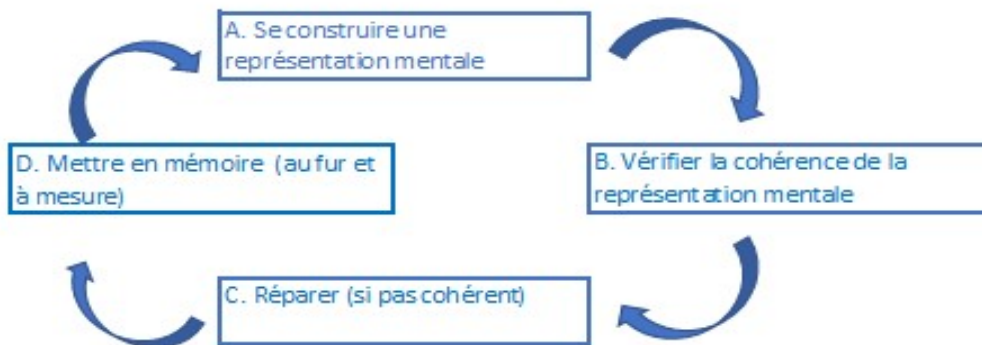 A. Se construire une
représentation mentale
B. Vérifier la cohérence de la
représentation mentale
C. Réparer (si pas cohérent)
D. Mettre en mémoire (au fur et
à mesure)